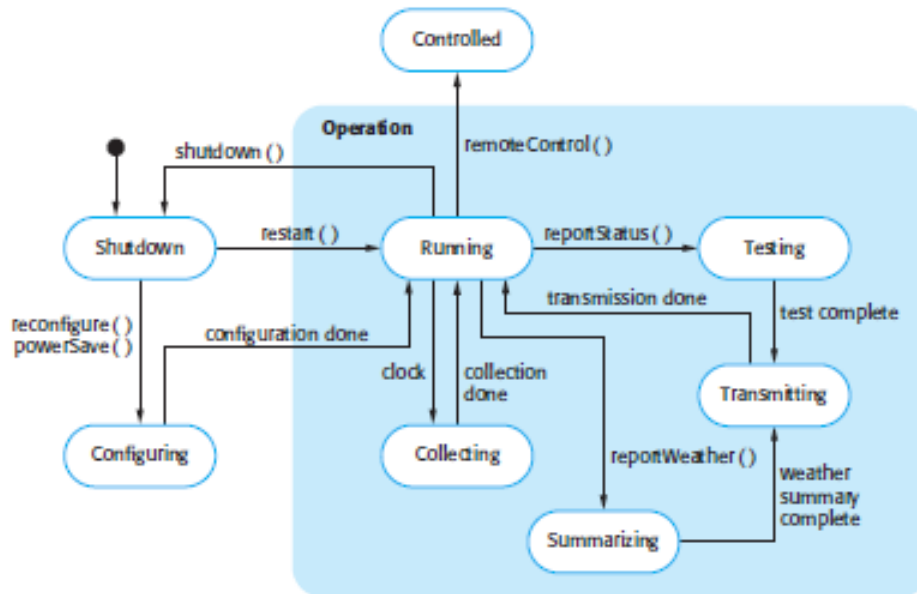 Controlled
Operation
remoteControl()
shutdown()
Shutdown
restart()
Running
reportStatus()
Testing
transmission done
test complete
reconfigure()
powerSave()
configuration done
clock
collection
done
Transmitting
Configuring
Collecting
reportWeather()
weather
summary
complete
Summarizing